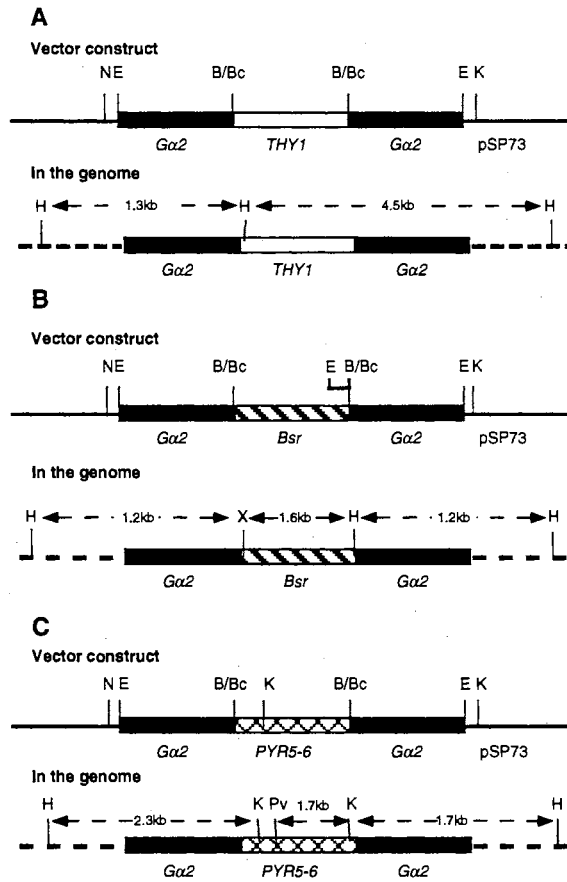 A
Vector construct
N E B/Bc B/Bc E K
Gα2 THY1 Gα2 pSP73
In the genome
H 1.3kb H 4.5kb H
Gα2 THY1 Gα2
B
Vector construct
N E B/Bc E B/Bc E K
Gα2 Bsr Gα2 pSP73
In the genome
H 1.2kb X 1.6kb H 1.2kb H
Gα2 Bsr Gα2
C
Vector construct
N E B/Bc K B/Bc E K
Gα2 PYR5-6 Gα2 pSP73
In the genome
H 2.3kb K Pv 1.7kb K 1.7kb H
Gα2 PYR5-6 Gα2